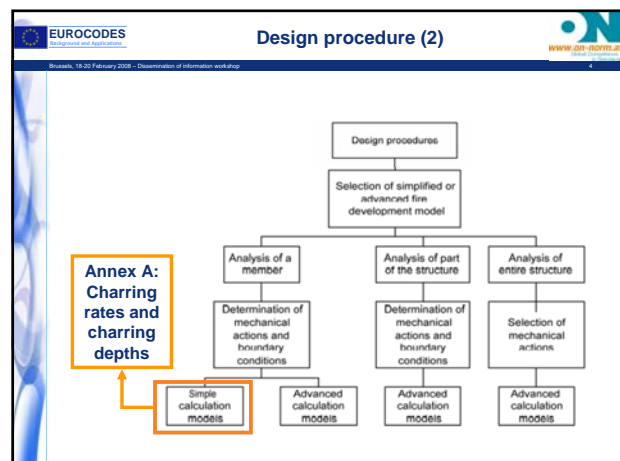 EUROCODES
Background and Applications
Design procedure (2)
www.on-norm.at
Brussels, 18-20 February 2008 – Dissemination of information workshop
4
Design procedures
Selection of simplified or
advanced fire
development model
Analysis of a
member
Analysis of part
of the structure
Analysis of
entire structure
Annex A:
Charring
rates and
charring
depths
Determination of
mechanical
actions and
boundary
conditions
Determination of
mechanical
actions and
boundary
conditions
Selection of
mechanical
actions
Simple
calculation
models
Advanced
calculation
models
Advanced
calculation
models
Advanced
calculation
models